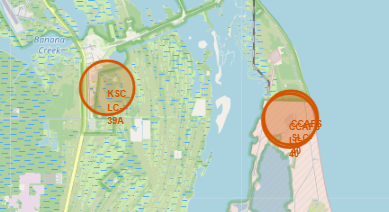 Banana
Creek
KSC
LC-
39A
CCAFS
SLC
40